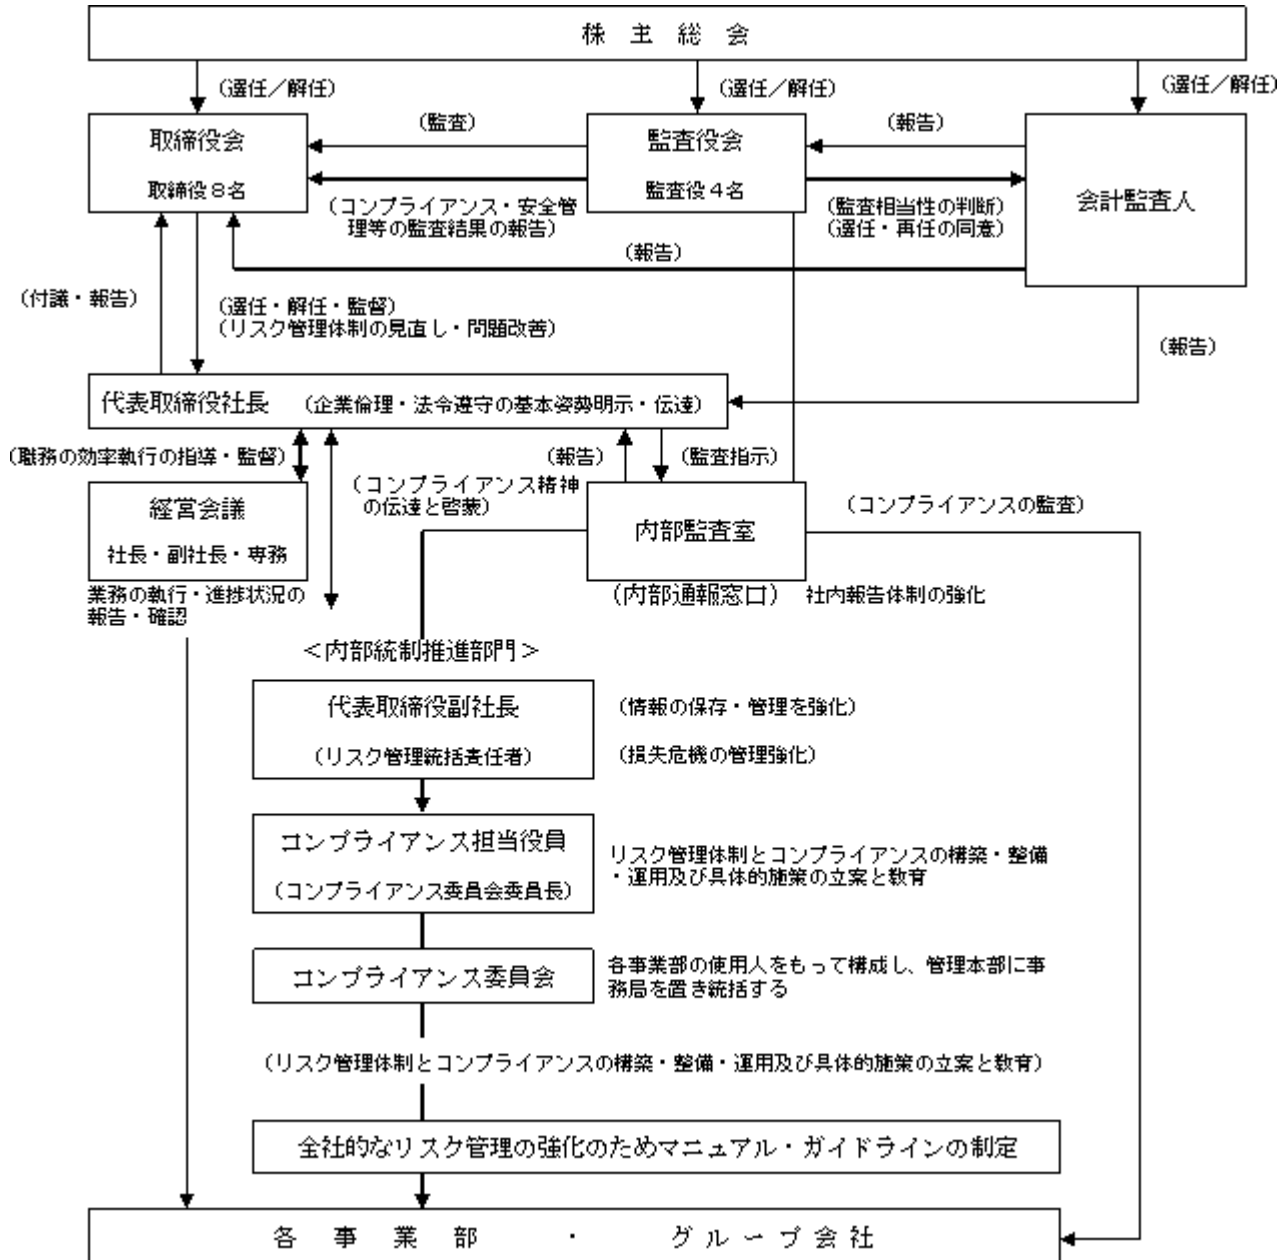 株 主 総 会
(選任／解任)
(選任／解任)
(選任／解任)
取締役会
取締役８名
(監査)
監査役会
監査役４名
(報告)
会計監査人
(コンプライアンス・安全管
理等の監査結果の報告)
(監査相当性の判断)
(選任・再任の同意)
(報告)
(付議・報告)
(選任・解任・監督)
(リスク管理体制の見直し・問題改善)
(報告)
代表取締役社長 (企業倫理・法令遵守の基本姿勢明示・伝達)
(職務の効率執行の指導・監督)
(報告)
(監査指示)
(コンプライアンス精神
の伝達と啓蒙)
経営会議
社長・副社長・専務
内部監査室
(コンプライアンスの監査)
業務の執行・進捗状況の
報告・確認
(内部通報窓口)
社内報告体制の強化
＜内部統制推進部門＞
代表取締役副社長
(リスク管理統括責任者)
(情報の保存・管理を強化)
(損失危機の管理強化)
コンプライアンス担当役員
(コンプライアンス委員会委員長)
リスク管理体制とコンプライアンスの構築・整備
・運用及び具体的施策の立案と教育
コンプライアンス委員会
各事業部の使用人をもって構成し、管理本部に事
務局を置き統括する
(リスク管理体制とコンプライアンスの構築・整備・運用及び具体的施策の立案と教育)
全社的なリスク管理の強化のためマニュアル・ガイドラインの制定
各 事 業 部 ・ グ ル ー プ 会 社